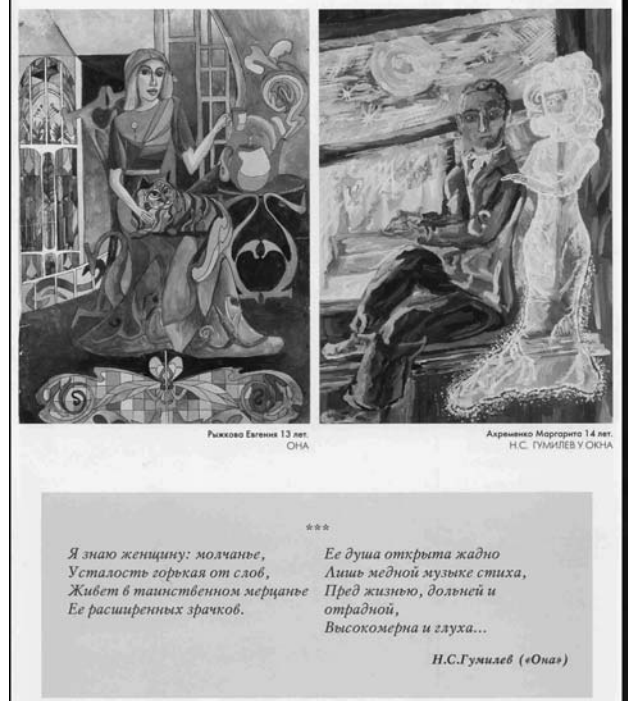 Рыжкова Евгения 13 лет.
ОНА
Ахременко Маргарита 14 лет.
Н.С. ГУМИЛЕВ У ОКНА
***
Я знаю женщину: молчанье,
Усталость горькая от слов,
Живет в таинственном мерцанье
Ее расширенных зрачков.
Ее душа открыта жадно
Лишь медной музыке стиха,
Пред жизнью, дольней и
отрадной,
Высокомерна и глуха...
Н.С.Гумилев («Она»)